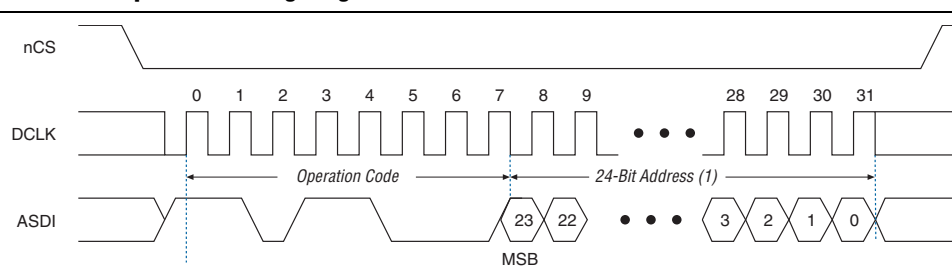 nCS
0 1 2 3 4 5 6 7 8 9 28 29 30 31
DCLK
Operation Code 24-Bit Address (1)
ASDI 23 22 3 2 1 0
MSB